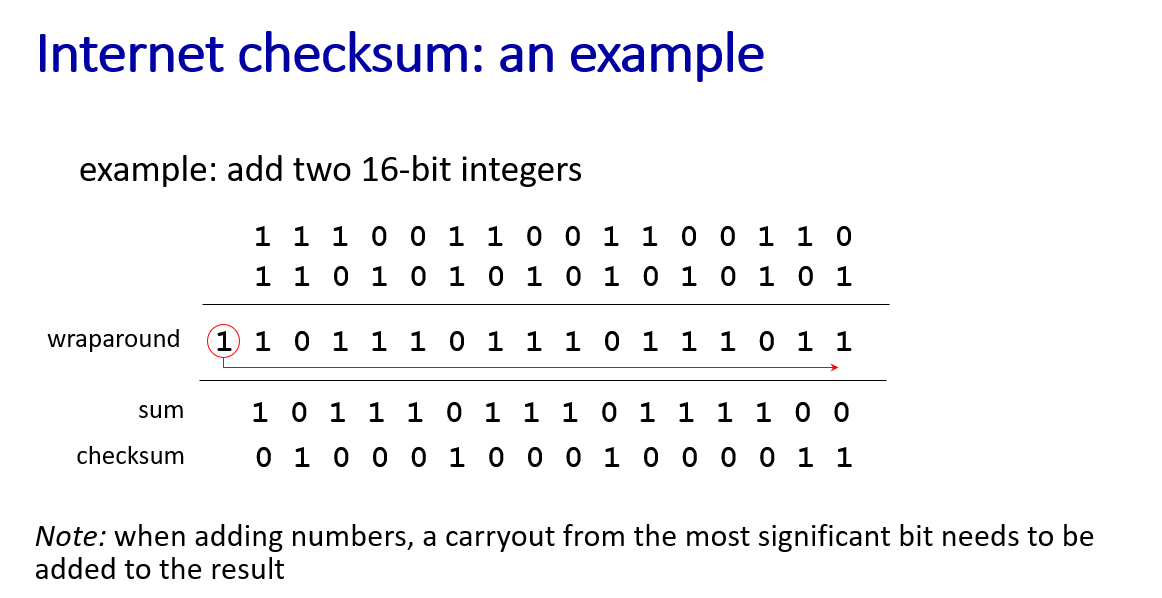 Internet checksum: an example
example: add two 16-bit integers
1 1 1 0 0 1 1 0 0 1 1 0 0 1 1 0
1 1 0 1 0 1 0 1 0 1 0 1 0 1 0 1
wraparound 1 1 0 1 1 1 0 1 1 1 0 1 1 1 0 1 1
sum 1 0 1 1 1 0 1 1 1 0 1 1 1 1 0 0
checksum 0 1 0 0 0 1 0 0 0 1 0 0 0 0 1 1
Note: when adding numbers, a carryout from the most significant bit needs to be
added to the result